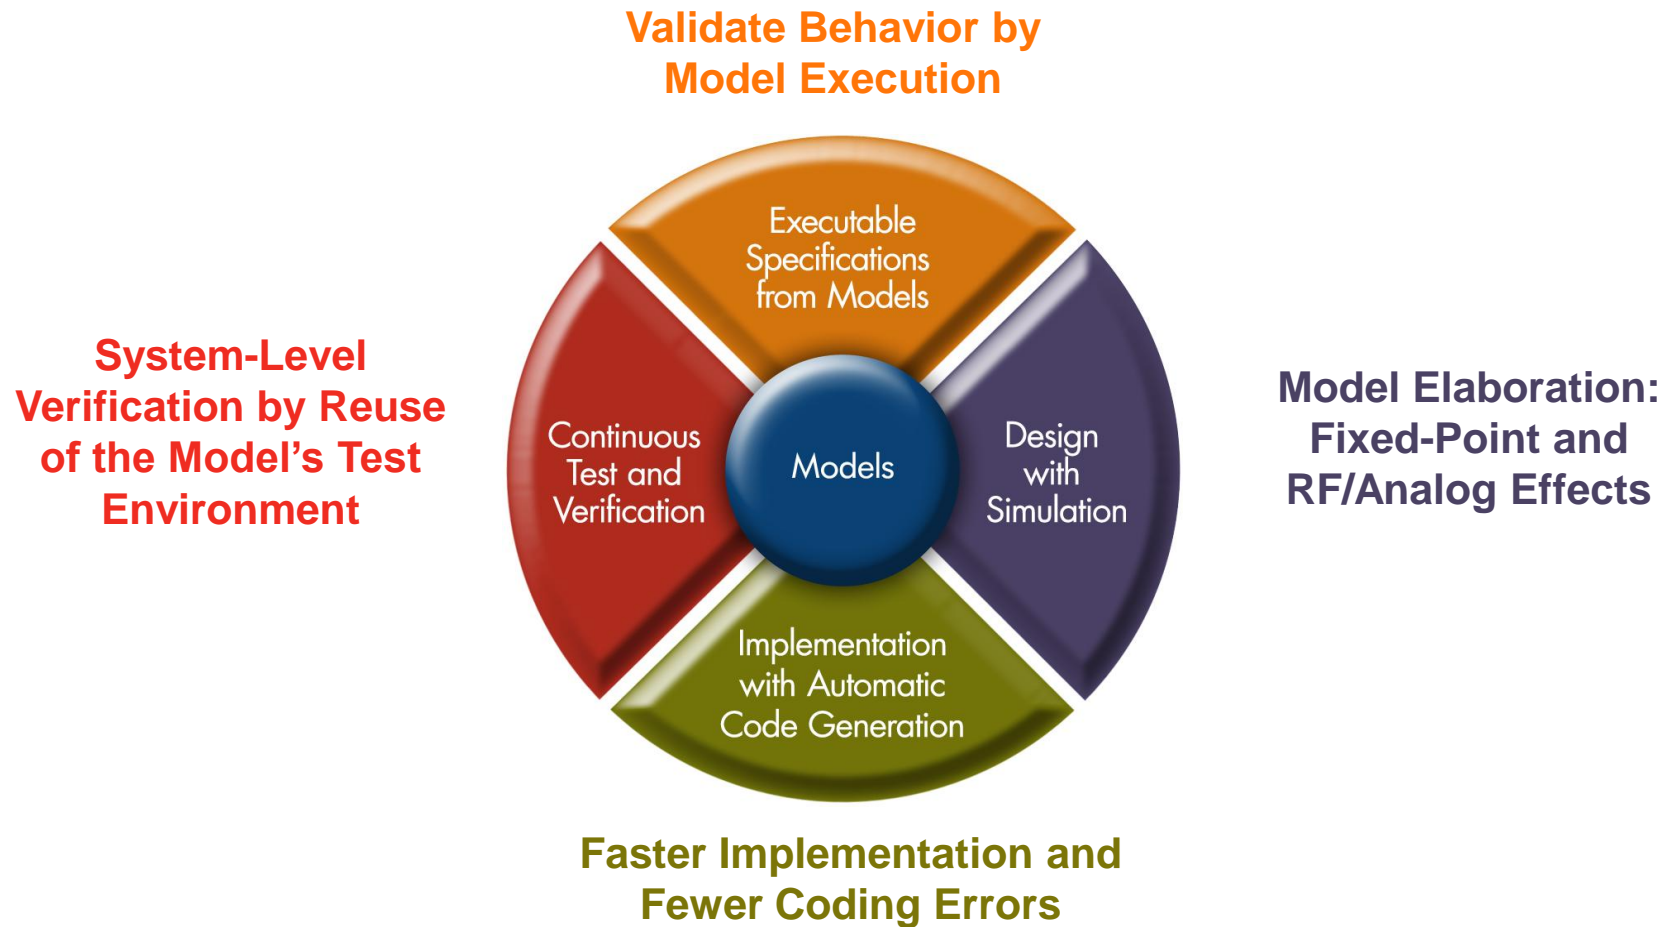 Validate Behavior by
Model Execution
Executable
Specifications
from Models
System-Level
Verification by Reuse
of the Model’s Test
Environment
Continuous
Test and
Verification
Models
Design
with
Simulation
Model Elaboration:
Fixed-Point and
RF/Analog Effects
Implementation
with Automatic
Code Generation
Faster Implementation and
Fewer Coding Errors